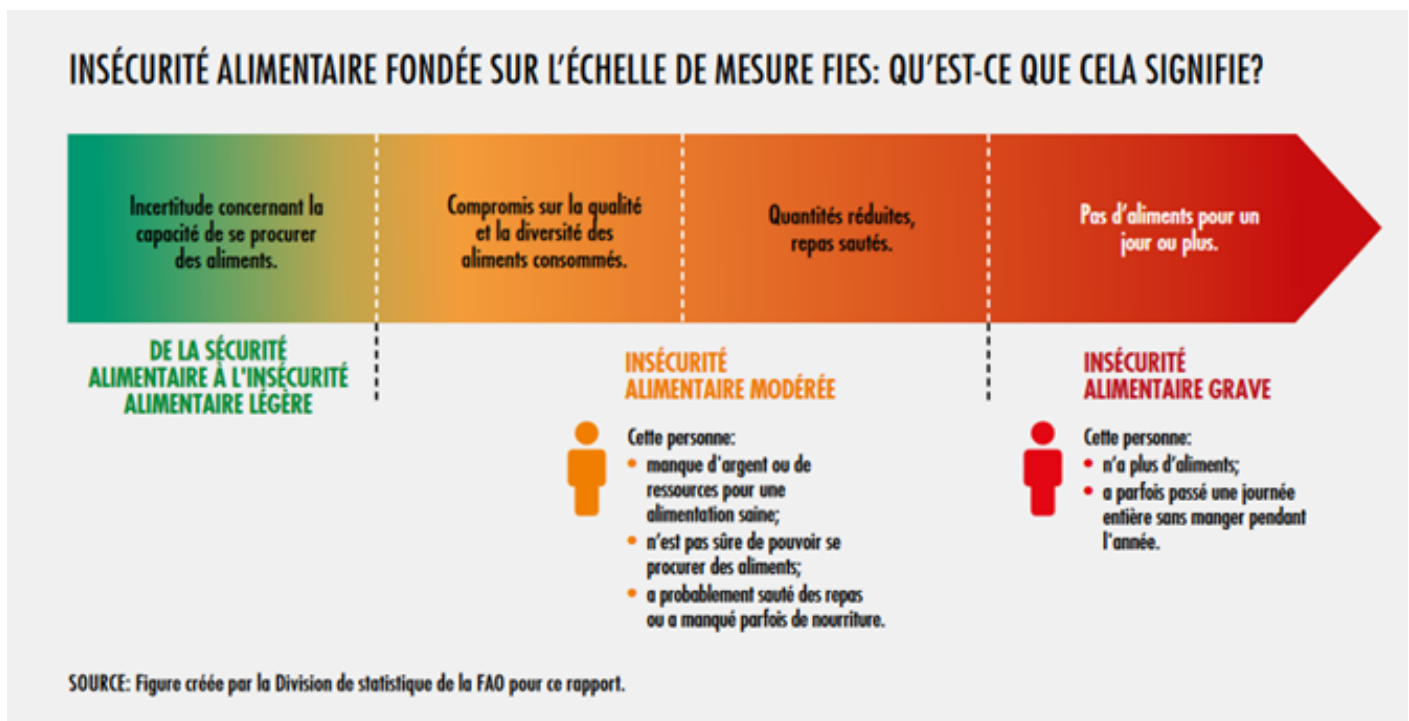 INSÉCURITÉ ALIMENTAIRE FONDÉE SUR L'ÉCHELLE DE MESURE FIES: QU'EST-CE QUE CELA SIGNIFIE?
Incertitude concernant la
capacité de se procurer
des aliments.
Compromis sur la qualité
et la diversité des
aliments consommés.
Quantités réduites,
repas sautés.
Pas d'aliments pour un
jour ou plus.
DE LA SÉCURITÉ
ALIMENTAIRE À L'INSÉCURITÉ
ALIMENTAIRE LÉGÈRE
INSÉCURITÉ
ALIMENTAIRE MODÉRÉE
Cette personne:
• manque d'argent ou de
ressources pour une
alimentation saine;
• n'est pas sûre de pouvoir se
procurer des aliments;
• a probablement sauté des repas
ou a manqué parfois de nourriture.
INSÉCURITÉ
ALIMENTAIRE GRAVE
Cette personne:
• n'a plus d'aliments;
• a parfois passé une journée
entière sans manger pendant
l'année.
SOURCE: Figure créée par la Division de statistique de la FAO pour ce rapport.